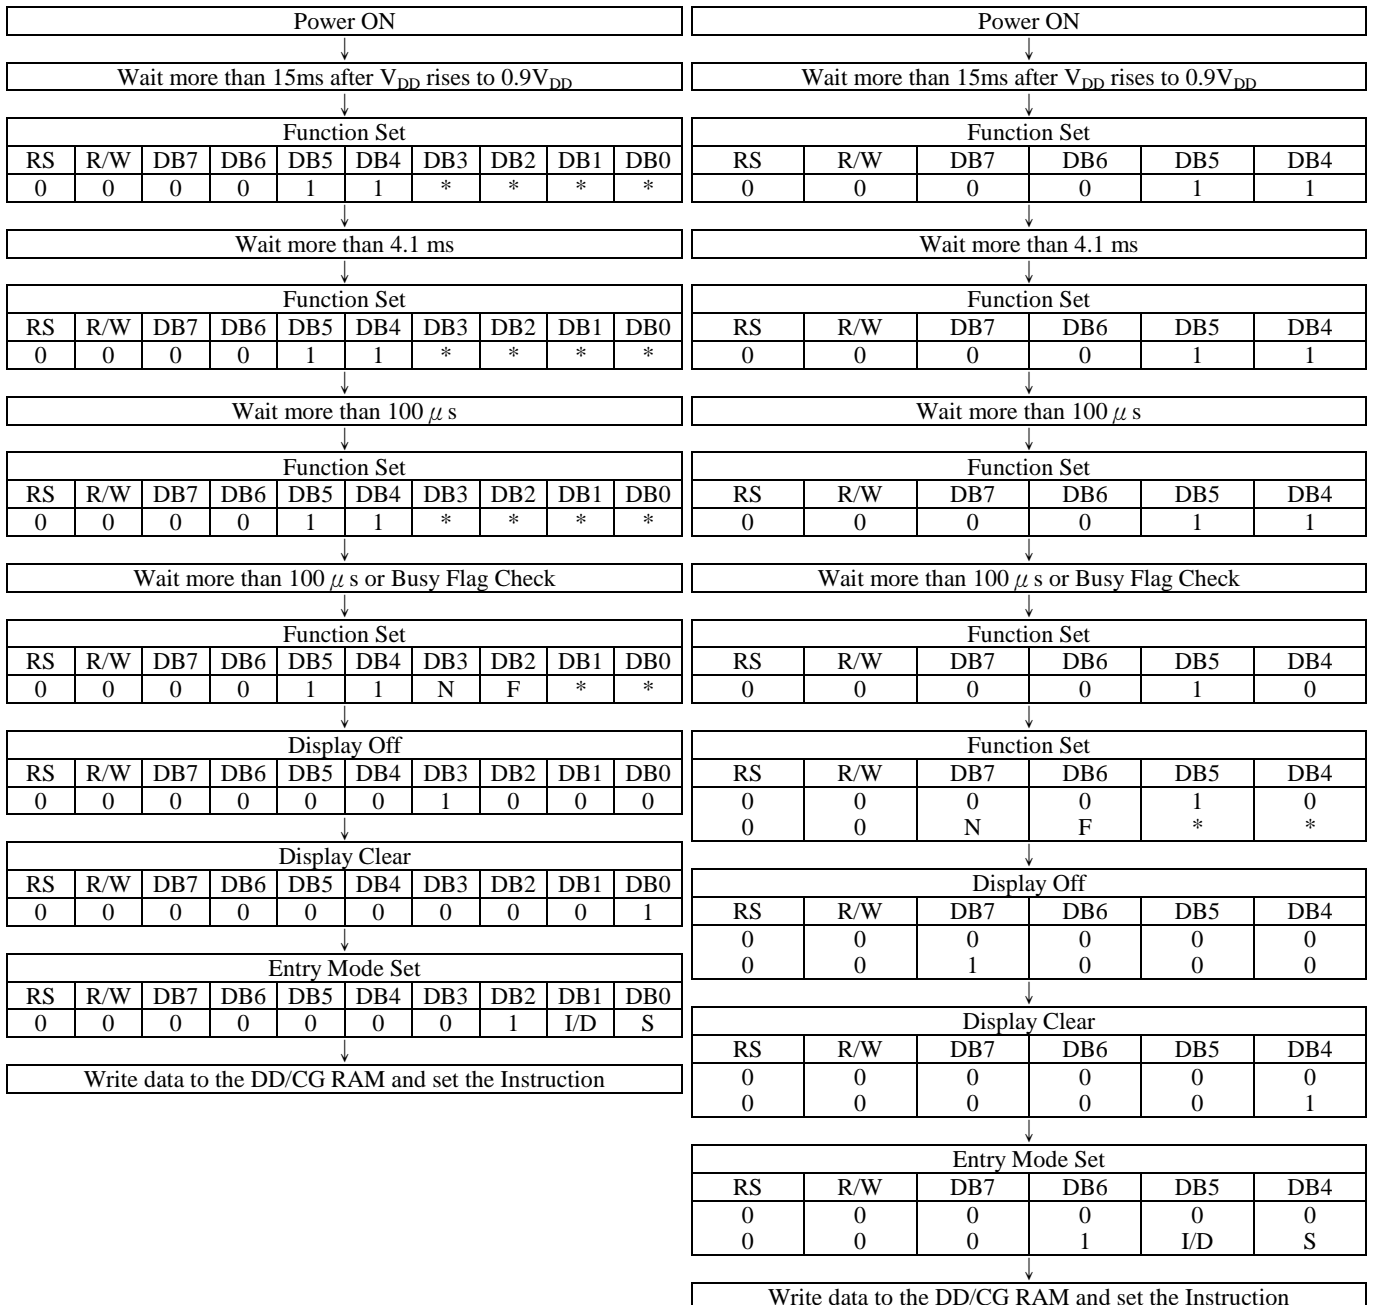 Power ON
↓
Wait more than 15ms after VDD rises to 0.9VDD
↓
Function Set
RS R/W DB7 DB6 DB5 DB4 DB3 DB2 DB1 DB0
0 0 0 0 1 1 * * * *
↓
Wait more than 4.1 ms
↓
Function Set
RS R/W DB7 DB6 DB5 DB4 DB3 DB2 DB1 DB0
0 0 0 0 1 1 * * * *
↓
Wait more than 100 μ s
↓
Function Set
RS R/W DB7 DB6 DB5 DB4 DB3 DB2 DB1 DB0
0 0 0 0 1 1 * * * *
↓
Wait more than 100 μ s or Busy Flag Check
↓
Function Set
RS R/W DB7 DB6 DB5 DB4 DB3 DB2 DB1 DB0
0 0 0 0 1 1 N F * *
↓
Display Off
RS R/W DB7 DB6 DB5 DB4 DB3 DB2 DB1 DB0
0 0 0 0 0 0 1 0 0 0
↓
Display Clear
RS R/W DB7 DB6 DB5 DB4 DB3 DB2 DB1 DB0
0 0 0 0 0 0 0 0 0 1
↓
Entry Mode Set
RS R/W DB7 DB6 DB5 DB4 DB3 DB2 DB1 DB0
0 0 0 0 0 0 0 1 I/D S
↓
Write data to the DD/CG RAM and set the Instruction
Power ON
↓
Wait more than 15ms after VDD rises to 0.9VDD
↓
Function Set
RS R/W DB7 DB6 DB5 DB4
0 0 0 0 1 1
↓
Wait more than 4.1 ms
↓
Function Set
RS R/W DB7 DB6 DB5 DB4
0 0 0 0 1 1
↓
Wait more than 100 μ s
↓
Function Set
RS R/W DB7 DB6 DB5 DB4
0 0 0 0 1 1
↓
Wait more than 100 μ s or Busy Flag Check
↓
Function Set
RS R/W DB7 DB6 DB5 DB4
0 0 0 0 1 0
↓
Function Set
RS R/W DB7 DB6 DB5 DB4
0 0 0 0 1 0
0 0 N F * *
↓
Display Off
RS R/W DB7 DB6 DB5 DB4
0 0 0 0 0 0
0 0 1 0 0 0
↓
Display Clear
RS R/W DB7 DB6 DB5 DB4
0 0 0 0 0 0
0 0 0 0 0 1
↓
Entry Mode Set
RS R/W DB7 DB6 DB5 DB4
0 0 0 0 0 0
0 0 0 1 I/D S
↓
Write data to the DD/CG RAM and set the Instruction